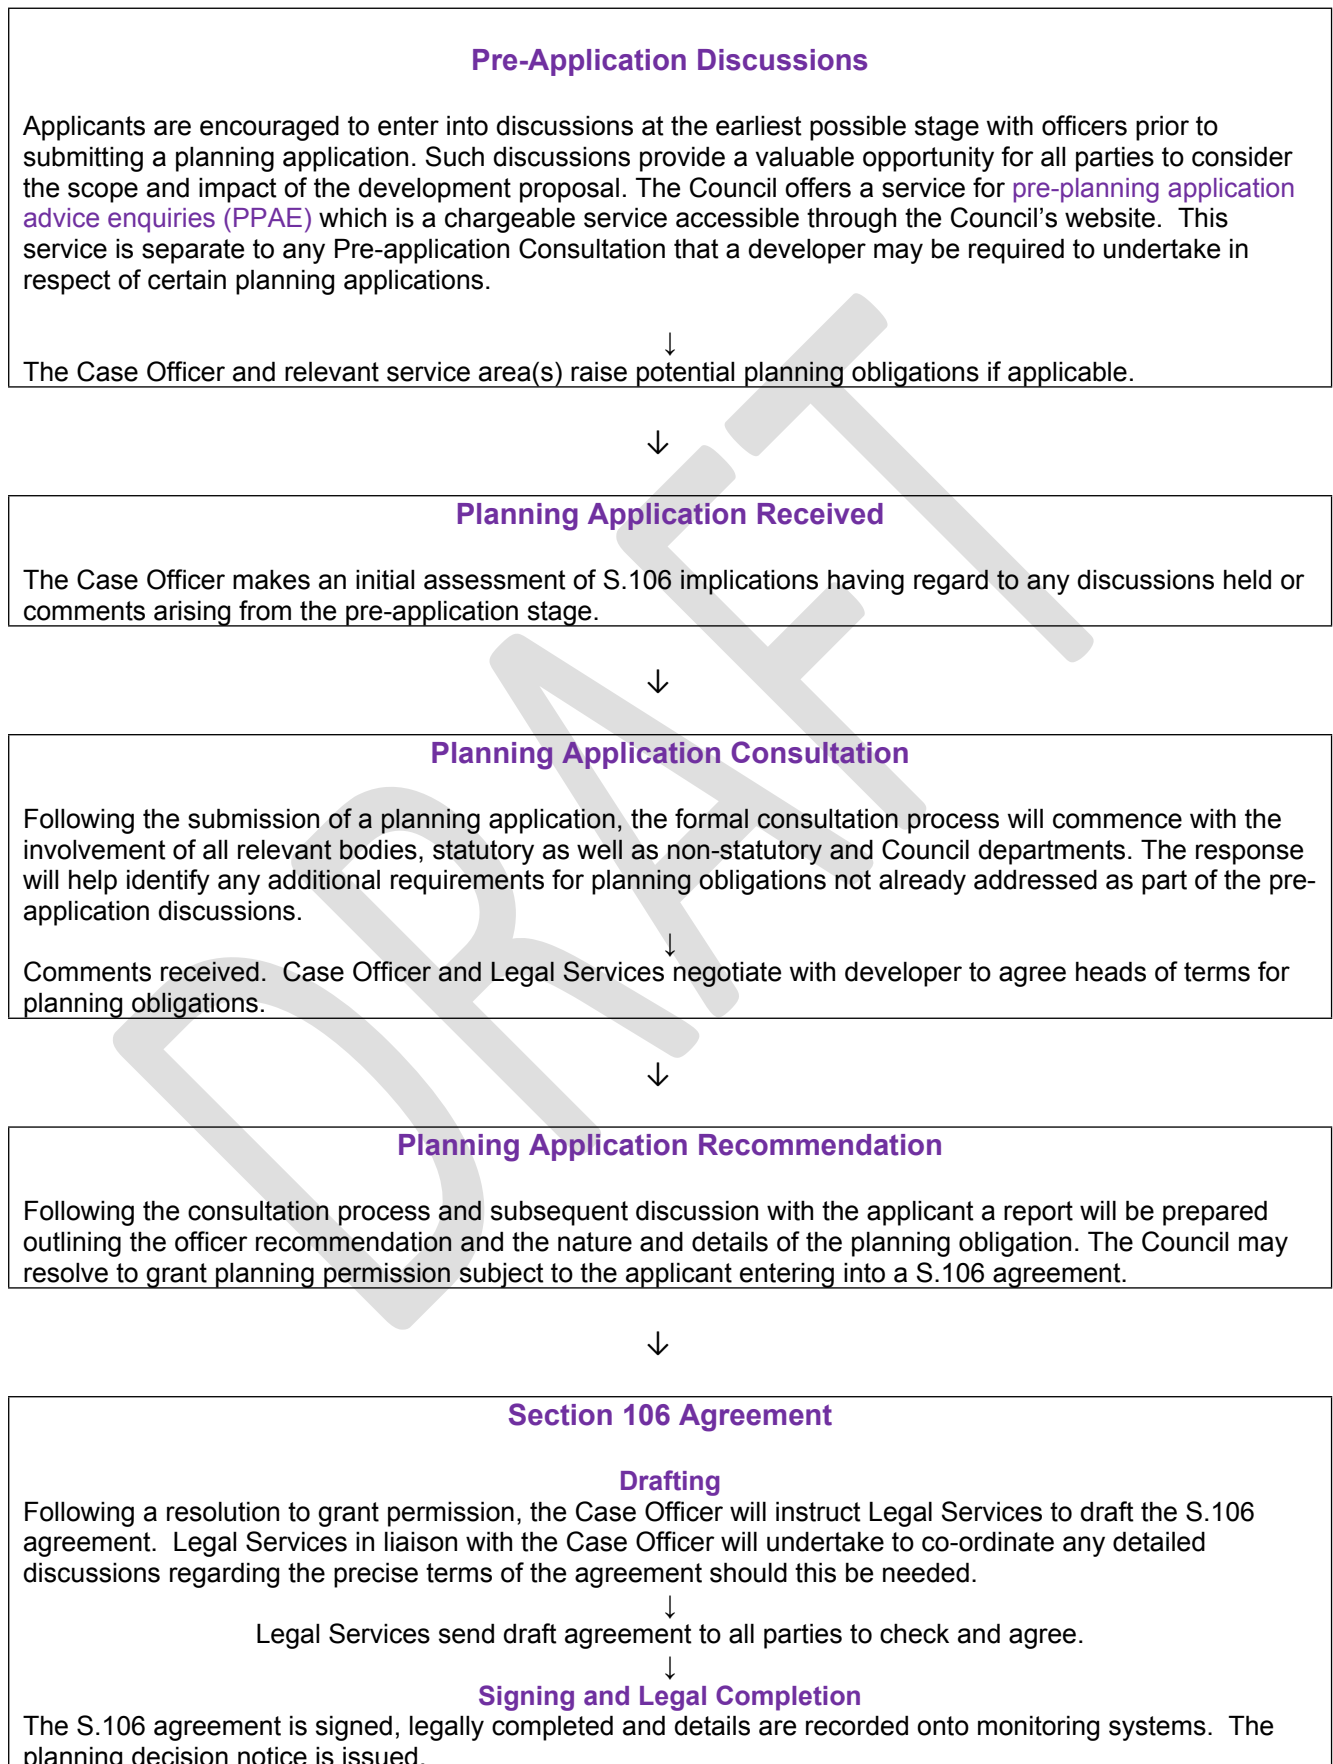 Pre-Application Discussions
Applicants are encouraged to enter into discussions at the earliest possible stage with officers prior to
submitting a planning application. Such discussions provide a valuable opportunity for all parties to consider
the scope and impact of the development proposal. The Council offers a service for pre-planning application
advice enquiries (PPAE) which is a chargeable service accessible through the Council’s website.  This
service is separate to any Pre-application Consultation that a developer may be required to undertake in
respect of certain planning applications.
↓
The Case Officer and relevant service area(s) raise potential planning obligations if applicable.
↓
Planning Application Received
The Case Officer makes an initial assessment of S.106 implications having regard to any discussions held or
comments arising from the pre-application stage.
↓
Planning Application Consultation
Following the submission of a planning application, the formal consultation process will commence with the
involvement of all relevant bodies, statutory as well as non-statutory and Council departments. The response
will help identify any additional requirements for planning obligations not already addressed as part of the pre-
application discussions.
↓
Comments received.  Case Officer and Legal Services negotiate with developer to agree heads of terms for
planning obligations.
↓
Planning Application Recommendation
Following the consultation process and subsequent discussion with the applicant a report will be prepared
outlining the officer recommendation and the nature and details of the planning obligation. The Council may
resolve to grant planning permission subject to the applicant entering into a S.106 agreement.
↓
Section 106 Agreement
Drafting
Following a resolution to grant permission, the Case Officer will instruct Legal Services to draft the S.106
agreement.  Legal Services in liaison with the Case Officer will undertake to co-ordinate any detailed
discussions regarding the precise terms of the agreement should this be needed.
↓
Legal Services send draft agreement to all parties to check and agree.
↓
Signing and Legal Completion
The S.106 agreement is signed, legally completed and details are recorded onto monitoring systems.  The
planning decision notice is issued.
DRAFT